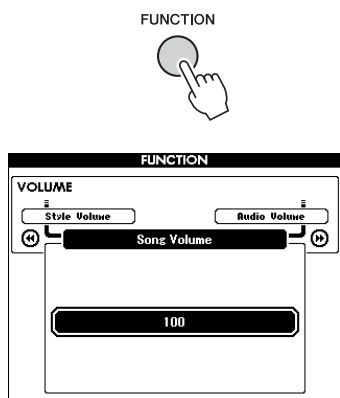 FUNCTION
FUNCTION
VOLUME
Style Volume
Audio Volume
Song Volume
100